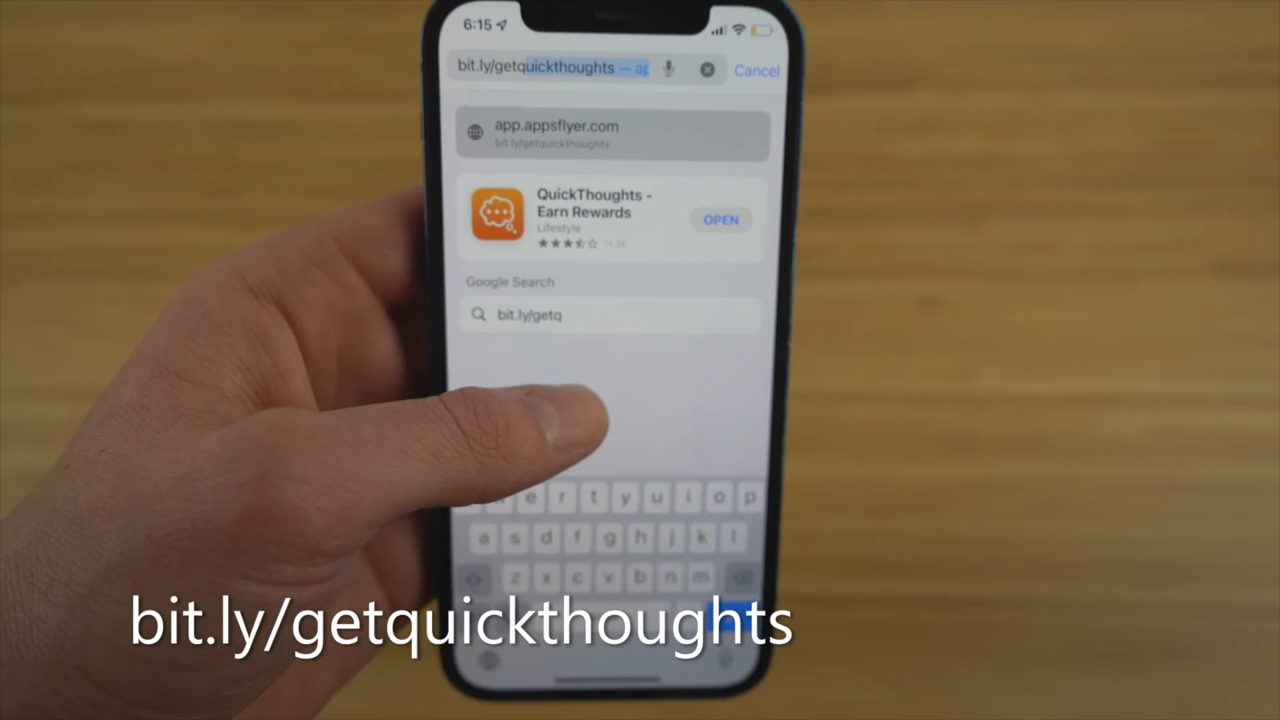 6:15
bit.ly/getquickthoughts — ap
Cancel
app.appsflyer.com
bit.ly/getquickthoughts
QuickThoughts -
Earn Rewards
OPEN
Lifestyle
Google Search
bit.ly/getq
e r t y u i o p
a s d f g h j k l
z x c v b n m
bit.ly/getquickthoughts